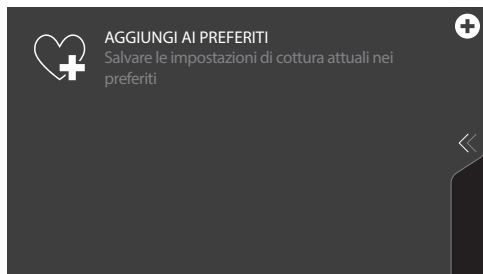 AGGIUNGI AI PREFERITI
Salvare le impostazioni di cottura attuali nei
preferiti